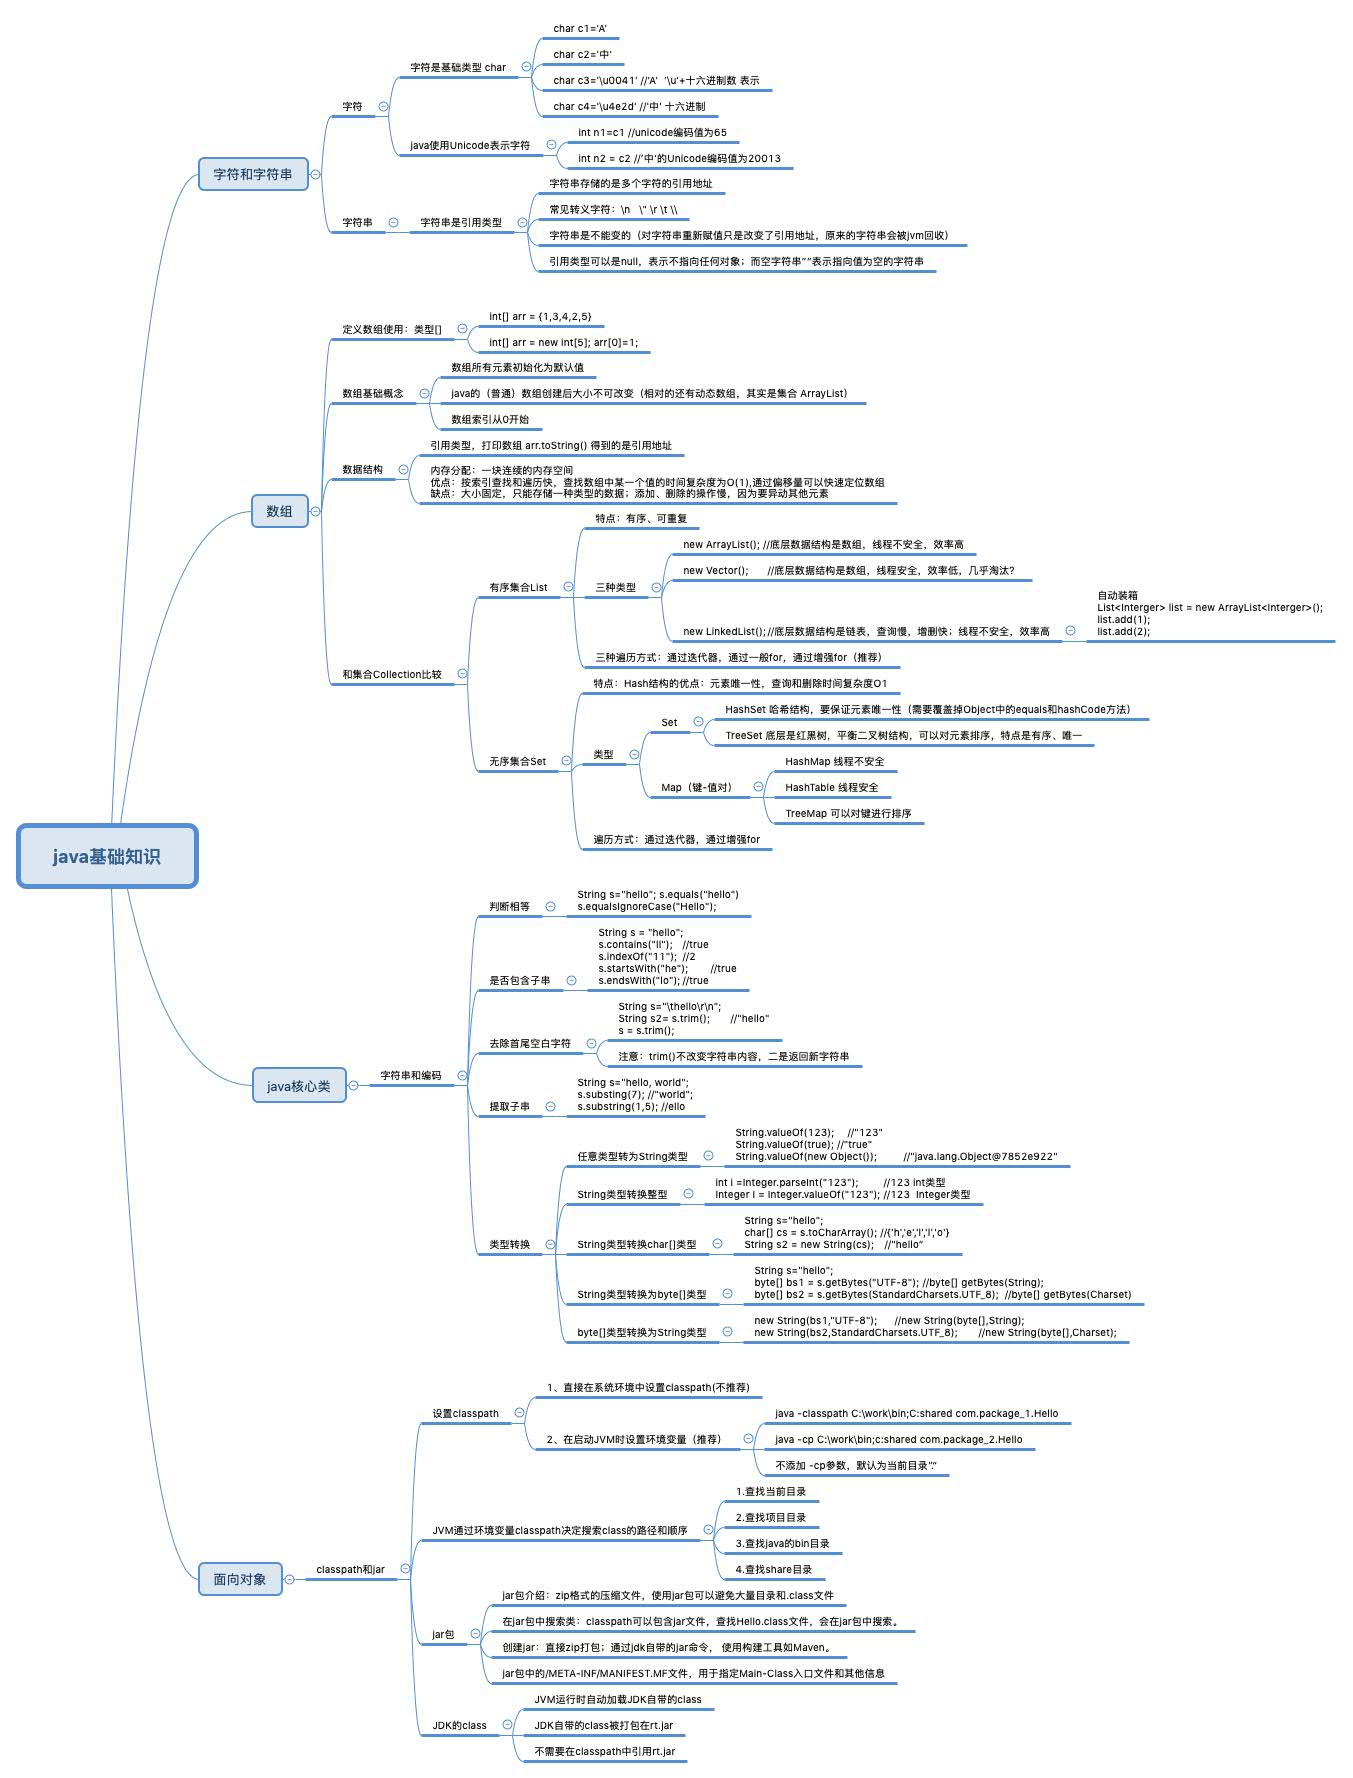 java基础知识
字符和字符串
字符
字符是基础类型 char
char c1='A'
char c2='中'
char c3='\u0041' //'A'  '\u'+十六进制数 表示
char c4='\u4e2d' //'中' 十六进制
java使用Unicode表示字符
int n1=c1 //unicode编码值为65
int n2 = c2 //'中'的Unicode编码值为20013
字符串
字符串是引用类型
字符串存储的是多个字符的引用地址
常见转义字符：\n   \" \r \t \\
字符串是不能变的（对字符串重新赋值只是改变了引用地址，原来的字符串会被jvm回收）
引用类型可以是null，表示不指向任何对象；而空字符串""表示指向值为空的字符串
数组
定义数组使用：类型[]
int[] arr = {1,3,4,2,5}
int[] arr = new int[5]; arr[0]=1;
数组基础概念
数组所有元素初始化为默认值
java的（普通）数组创建后大小不可改变（相对的还有动态数组，其实是集合 ArrayList）
数组索引从0开始
数据结构
引用类型，打印数组 arr.toString() 得到的是引用地址
内存分配：一块连续的内存空间
优点：按索引查找和遍历快，查找数组中某一个值的时间复杂度为O(1),通过偏移量可以快速定位数组
缺点：大小固定，只能存储一种类型的数据；添加、删除的操作慢，因为要异动其他元素
和集合Collection比较
有序集合List
特点：有序、可重复
三种类型
new ArrayList(); //底层数据结构是数组，线程不安全，效率高
new Vector();      //底层数据结构是数组，线程安全，效率低，几乎淘汰?
new LinkedList();//底层数据结构是链表，查询慢，增删快；线程不安全，效率高
自动装箱
List<Interger> list = new ArrayList<Interger>();
list.add(1);
list.add(2);
三种遍历方式：通过迭代器，通过一般for，通过增强for（推荐）
无序集合Set
特点：Hash结构的优点：元素唯一性，查询和删除时间复杂度O1
类型
Set
HashSet 哈希结构，要保证元素唯一性（需要覆盖掉Object中的equals和hashCode方法）
TreeSet 底层是红黑树，平衡二叉树结构，可以对元素排序，特点是有序、唯一
Map（键-值对）
HashMap 线程不安全
HashTable 线程安全
TreeMap 可以对键进行排序
遍历方式：通过迭代器，通过增强for
java核心类
字符串和编码
判断相等
String s="hello"; s.equals("hello")
s.equalsIgnoreCase("Hello");
是否包含子串
String s = "hello";
s.contains("ll");   //true
s.indexOf("11");  //2
s.startsWith("he");       //true
s.endsWith("lo"); //true
去除首尾空白字符
String s="\thello\r\n";
String s2= s.trim();      //"hello"
s = s.trim();
注意：trim()不改变字符串内容，二是返回新字符串
提取子串
String s="hello, world";
s.substing(7); //"world";
s.substring(1,5); //ello
类型转换
任意类型转为String类型
String.valueOf(123);    //"123"
String.valueOf(true); //"true"
String.valueOf(new Object());        //"java.lang.Object@7852e922"
String类型转换整型
int i =Integer.parseInt("123");        //123 int类型
Integer i = Integer.valueOf("123"); //123  Integer类型
String类型转换char[]类型
String s="hello";
char[] cs = s.toCharArray(); //{'h','e','l','l','o'}
String s2 = new String(cs);   //"hello"
String类型转换为byte[]类型
String s="hello";
byte[] bs1 = s.getBytes("UTF-8"); //byte[] getBytes(String);
byte[] bs2 = s.getBytes(StandardCharsets.UTF_8);  //byte[] getBytes(Charset)
byte[]类型转换为String类型
new String(bs1,"UTF-8");     //new String(byte[],String);
new String(bs2,StandardCharsets.UTF_8);      //new String(byte[],Charset);
面向对象
classpath和jar
设置classpath
1、直接在系统环境中设置classpath(不推荐)
2、在启动JVM时设置环境变量（推荐）
java -classpath C:\work\bin;C:shared com.package_1.Hello
java -cp C:\work\bin;c:shared com.package_2.Hello
不添加 -cp参数，默认为当前目录"."
JVM通过环境变量classpath决定搜索class的路径和顺序
1.查找当前目录
2.查找项目目录
3.查找java的bin目录
4.查找share目录
jar包
jar包介绍：zip格式的压缩文件，使用jar包可以避免大量目录和.class文件
在jar包中搜索类：classpath可以包含jar文件，查找Hello.class文件，会在jar包中搜索。
创建jar：直接zip打包；通过jdk自带的jar命令， 使用构建工具如Maven。
jar包中的/META-INF/MANIFEST.MF文件，用于指定Main-Class入口文件和其他信息
JDK的class
JVM运行时自动加载JDK自带的class
JDK自带的class被打包在rt.jar
不需要在classpath中引用rt.jar